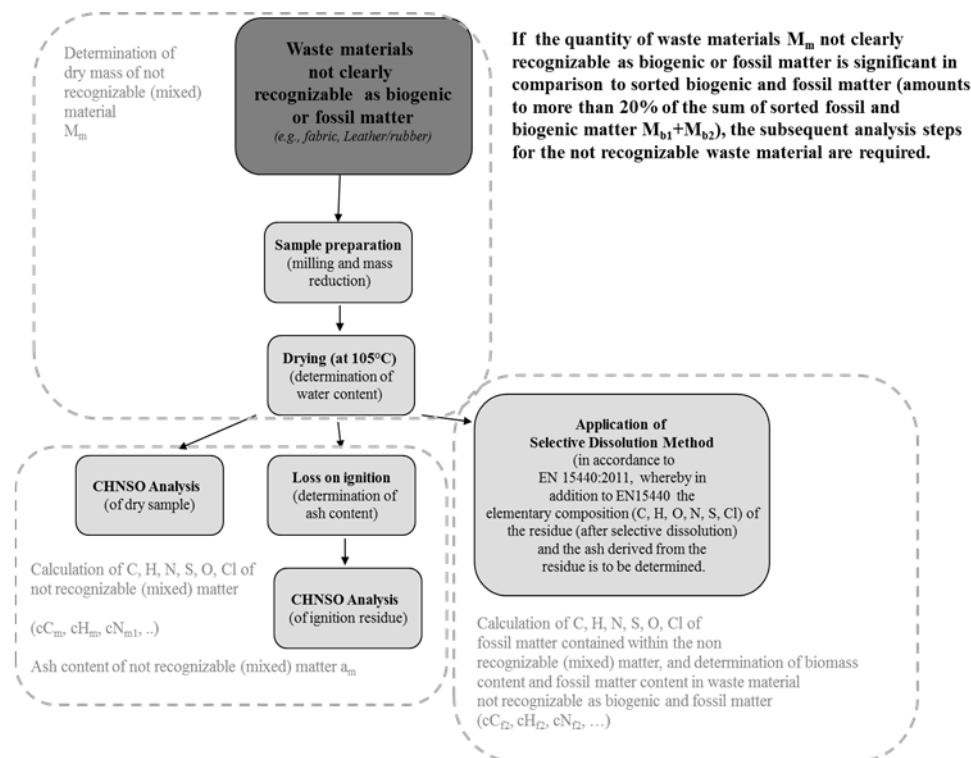 Determination of
dry mass of not
recognizable (mixed)
material
Mm
Waste materials
not clearly
recognizable as biogenic
or fossil matter
(e.g., fabric, Leather/rubber)
If the quantity of waste materials Mm not clearly
recognizable as biogenic or fossil matter is significant in
comparison to sorted biogenic and fossil matter (amounts
to more than 20% of the sum of sorted fossil and
biogenic matter Mb1+Mb2), the subsequent analysis steps
for the not recognizable waste material are required.
Sample preparation
(milling and mass
reduction)
Drying (at 105°C)
(determination of
water content)
CHNSO Analysis
(of dry sample)
Loss on ignition
(determination of
ash content)
Calculation of C, H, N, S, O, Cl of
not recognizable (mixed) matter
(cCm, cHm, cNm1, ..)
Ash content of not recognizable (mixed) matter am
CHNSO Analysis
(of ignition residue)
Application of
Selective Dissolution Method
(in accordance to
EN 15440:2011, whereby in
addition to EN15440 the
elementary composition (C, H, O, N, S, Cl) of
the residue (after selective dissolution)
and the ash derived from the
residue is to be determined.
Calculation of C, H, N, S, O, Cl of
fossil matter contained within the non
recognizable (mixed) matter, and determination of biomass
content and fossil matter content in waste material
not recognizable as biogenic and fossil matter
(cCf2, cHf2, cNf2, …)